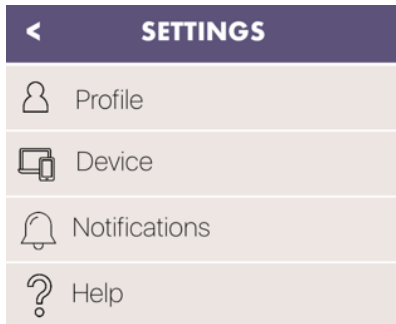 < SETTINGS
Profile
Device
Notifications
Help